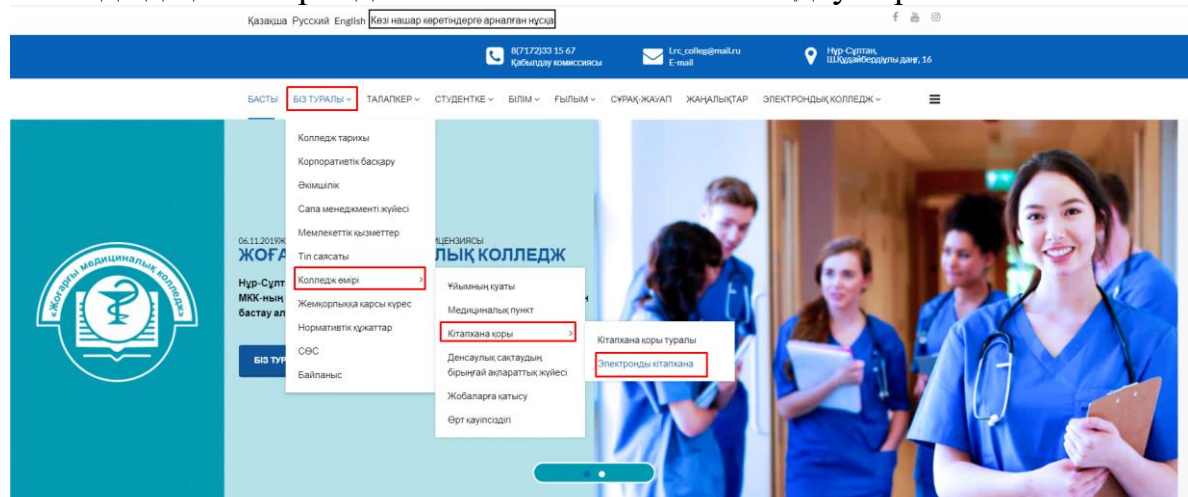 Қазақша Русский English Көзі нашар көретіндерге арналған нұсқа
8(7172)33 15 67
Қабылдау комиссиясы
Lrc_colleg@mail.ru
E-mail
Нұр-Сұлтан,
Ш.Құдайбердіұлы даңғ, 16
БАСТЫ БІЗ ТУРАЛЫ ТАЛАПКЕР СТУДЕНТКЕ БІЛІМ ҒЫЛЫМ СҰРАҚ-ЖАУАП ЖАҢАЛЫҚТАР ЭЛЕКТРОНДЫҚ КОЛЛЕДЖ
Колледж тарихы
Корпоративтік басқару
Әкімшілік
Сапа менеджменті жүйесі
Мемлекеттік қызметтер
Тіл саясаты
Колледж өмірі
Жемқорлыққа қарсы күрес
Нормативтік құжаттар
СӨС
Байланыс
Ұйымның қуаты
Медициналық пункт
Кітапхана қоры
Денсаулық сақтаудың
бірыңғай ақпараттық жүйесі
Жобаларға қатысу
Өрт қауіпсіздігі
Кітапхана қоры туралы
Электронды кітапхана
06.11.2019Ж ИЦЕНЗИЯСЫ
ЖОҒА ЛЫҚ КОЛЛЕДЖ
Нұр-Сұлт
МКК-ның
бастау ал
БІЗ ТУР
«Жоғарғы медициналық колледж»